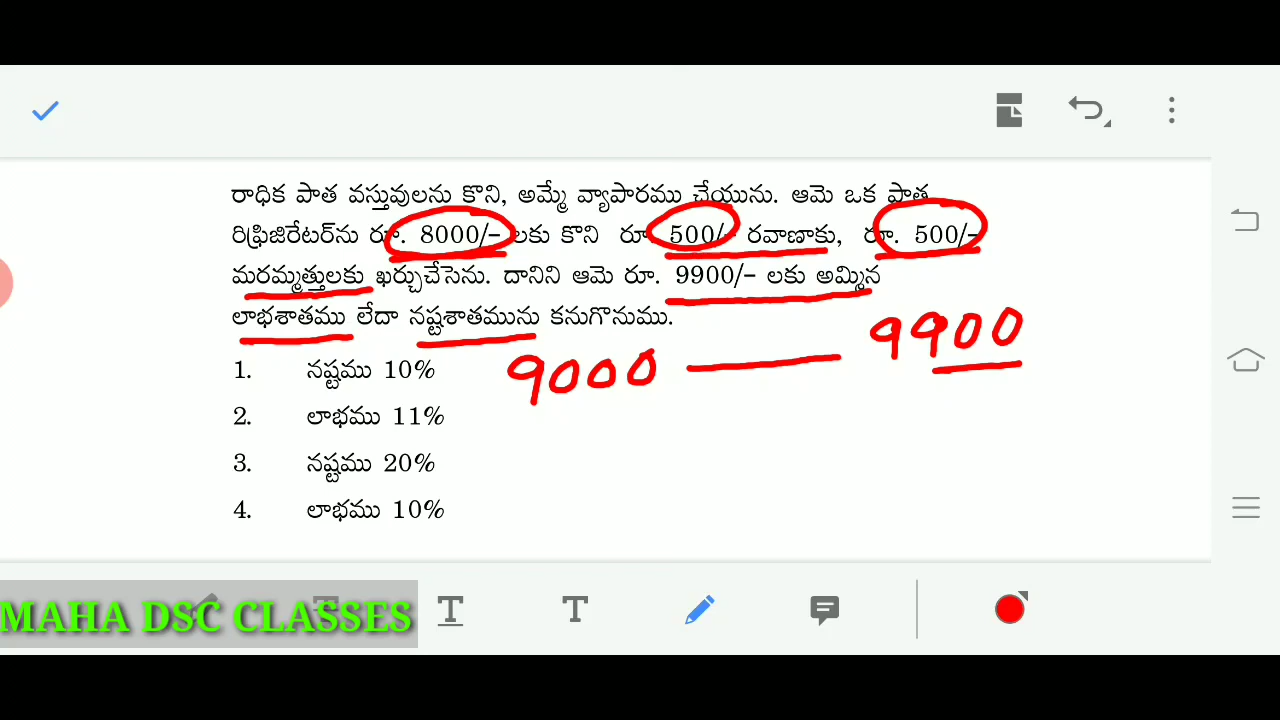 రాధిక పాత వస్తువులను కొని, అమ్మే వ్యాపారము చేయును. ఆమె ఒక పాత
రిఫ్రిజిరేటర్‌ను రూ. 8000/- లకు కొని రూ. 500/- రవాణాకు, రూ. 500/-
మరమ్మత్తులకు ఖర్చుచేసెను. దానిని ఆమె రూ. 9900/- లకు అమ్మిన
లాభశాతము లేదా నష్టశాతమును కనుగొనుము.
9900
1. నష్టము 10%
9000
2. లాభము 11%
3. నష్టము 20%
4. లాభము 10%
MAHA DSC CLASSES
T T